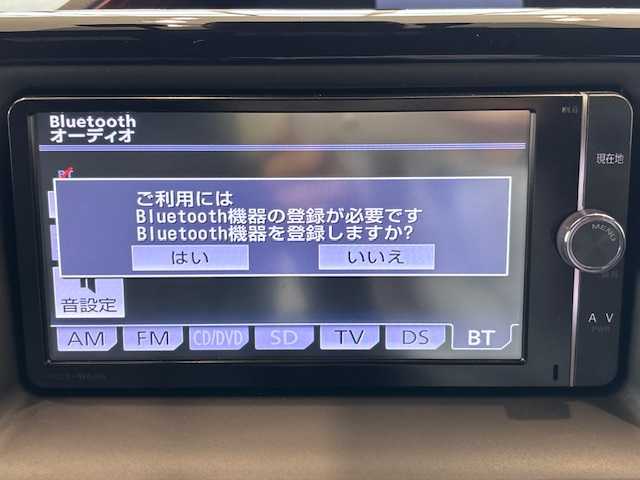 Bluetooth
オーディオ
現在地
ご利用には
Bluetooth機器の登録が必要です
Bluetooth機器を登録しますか?
はい
いいえ
MENU
音設定
AV
PWR
AM
FM
CD/DVD
SD
TV
DS
BT